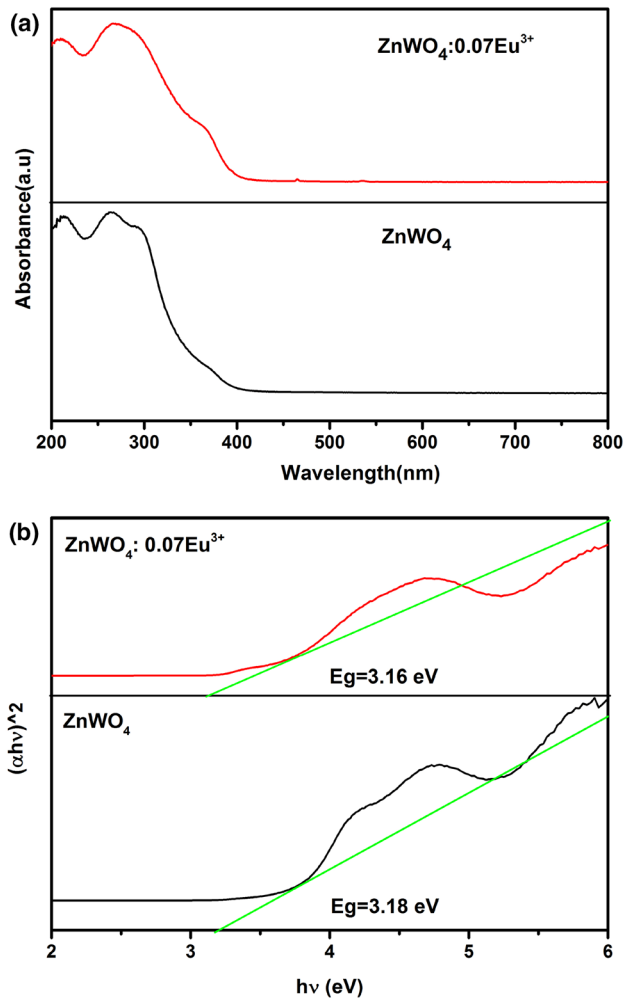 (a)
ZnWO₄:0.07Eu³⁺
ZnWO₄
Absorbance(a.u)
200 300 400 500 600 700 800
Wavelength(nm)
(b)
ZnWO₄: 0.07Eu³⁺
Eg=3.16 eV
ZnWO₄
(αhν)^2
Eg=3.18 eV
2 3 4 5 6
hν (eV)